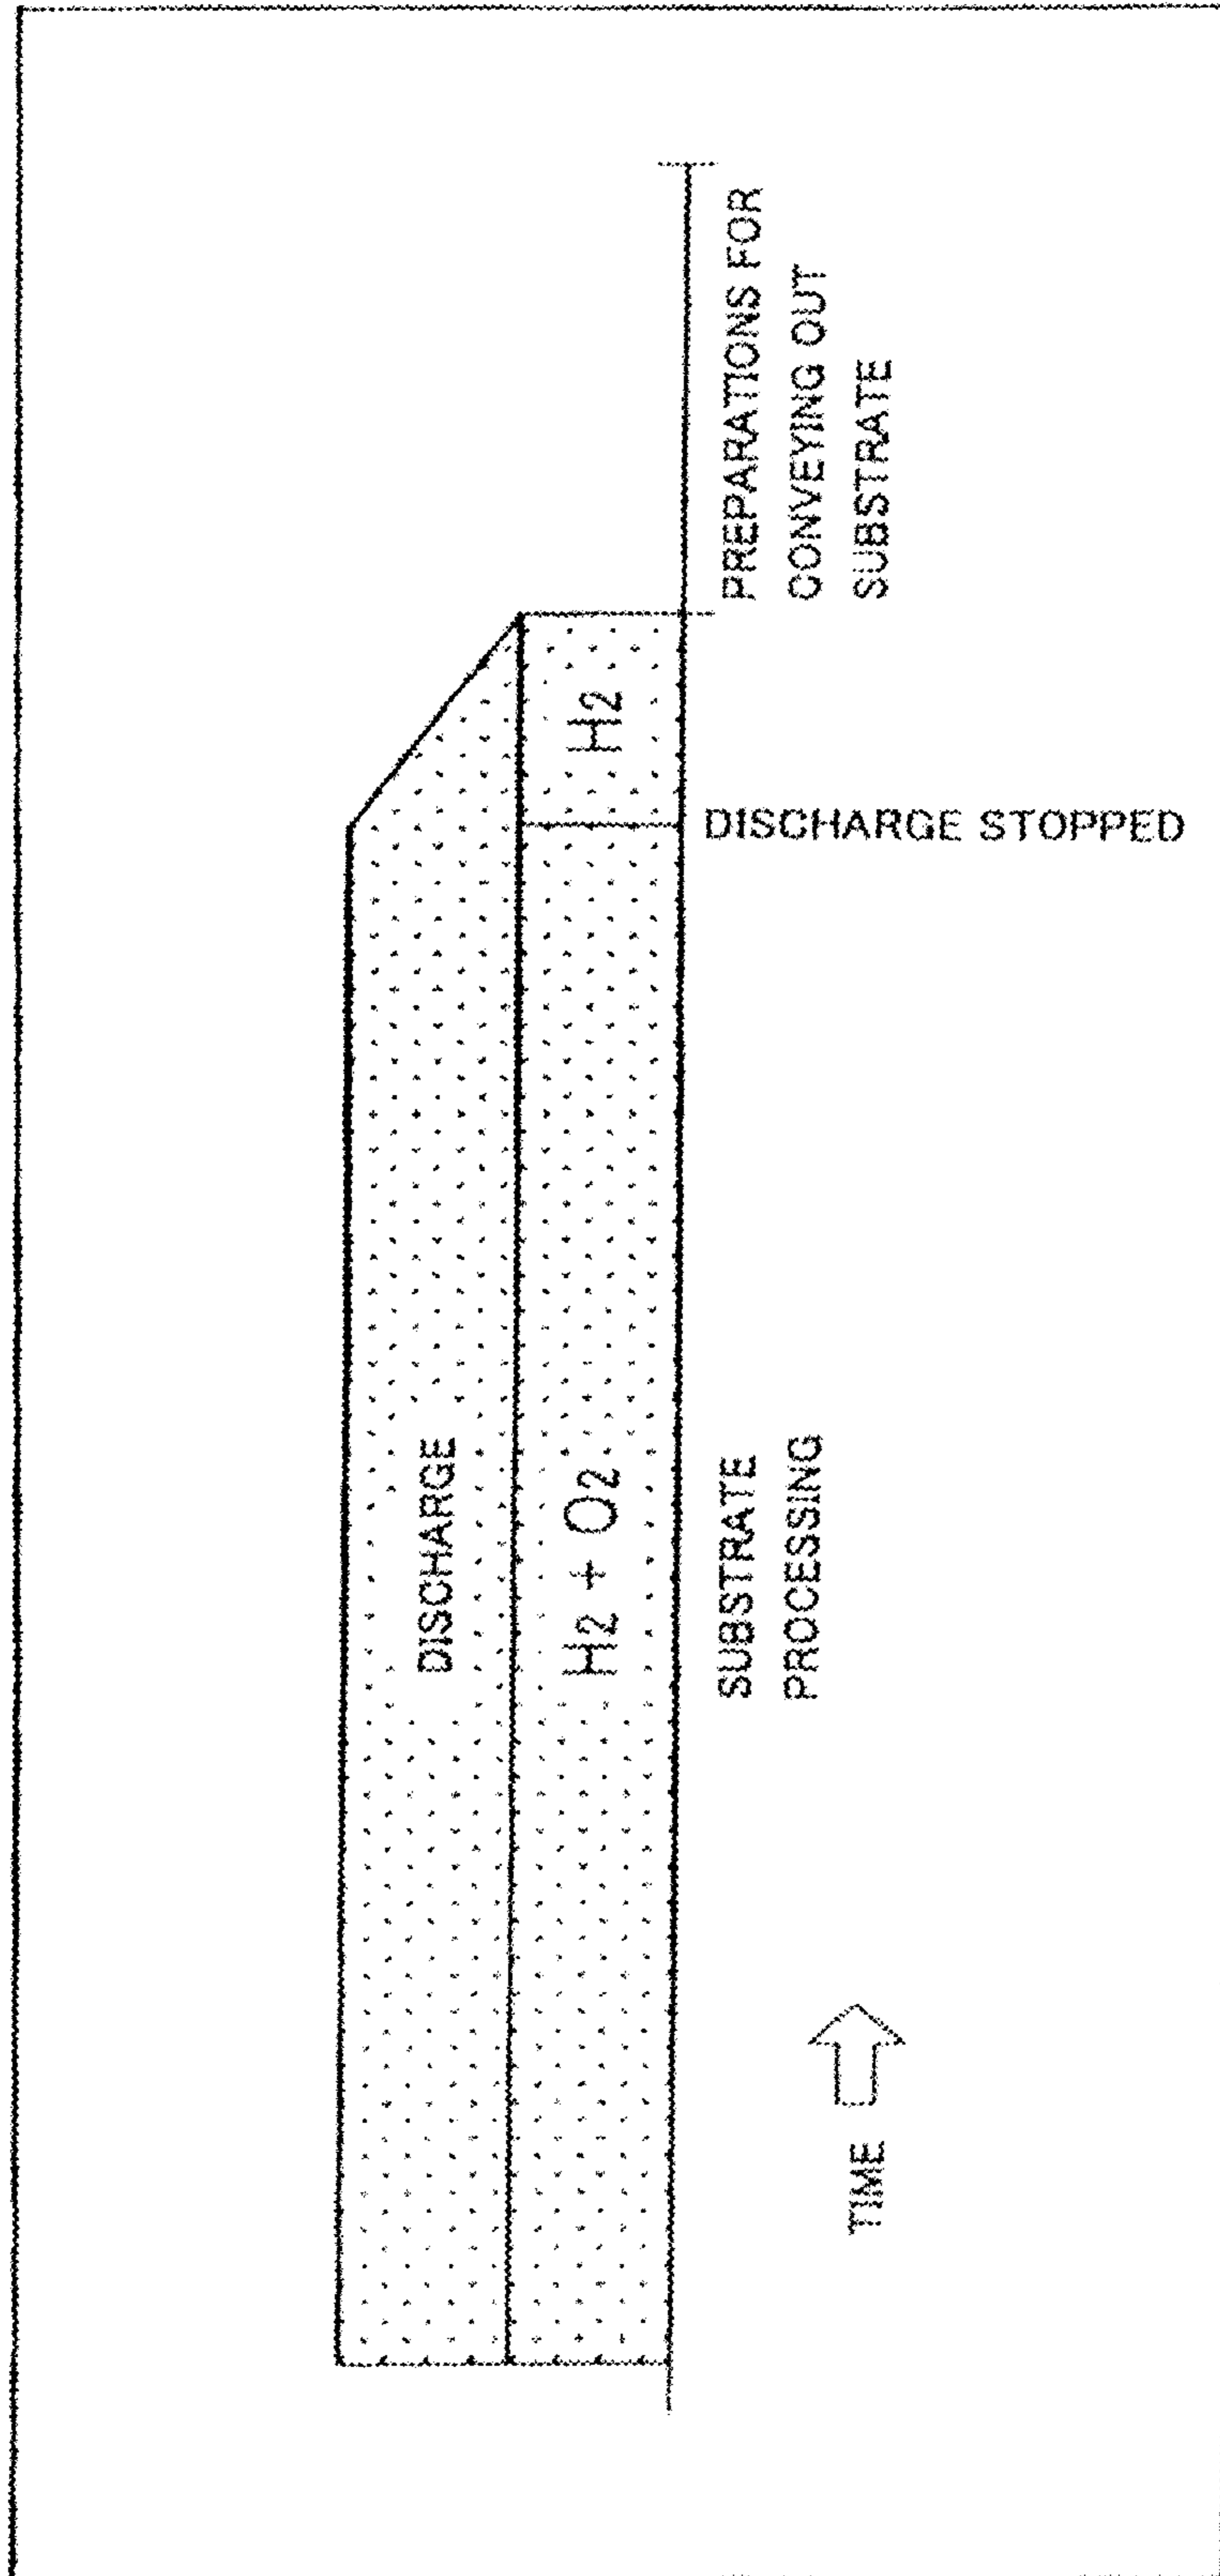 DISCHARGE
H2 + O2
H2
DISCHARGE STOPPED
SUBSTRATE
PROCESSING
PREPARATIONS FOR
CONVEYING OUT
SUBSTRATE
TIME